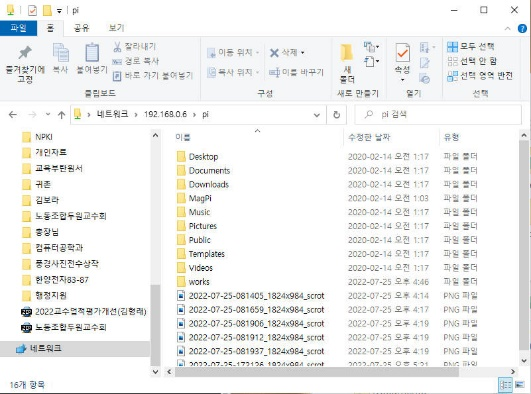 pi
파일 홈 공유 보기
즐겨찾기에 고정
복사
붙여넣기
잘라내기
경로 복사
바로 가기 붙여넣기
클립보드
이동 위치
복사 위치
삭제
이름 바꾸기
구성
새 폴더
새로 만들기
속성
열기
모두 선택
선택 안 함
선택 영역 반전
선택
네트워크 > 192.168.0.6 > pi
pi 검색
NPKI
개인자료
교육부탄원서
귀촌
김보라
노동조합두원교수회
총장님
컴퓨터공학과
풍경사진전수상작
한양전자83-87
행정지원
2022교수업적평가개선(김형래)
노동조합두원교수회
네트워크
이름 수정한 날짜 유형
Desktop 2020-02-14 오전 1:17 파일 폴더
Documents 2020-02-14 오전 1:17 파일 폴더
Downloads 2020-02-14 오전 1:17 파일 폴더
MagPi 2020-02-14 오전 1:03 파일 폴더
Music 2020-02-14 오전 1:17 파일 폴더
Pictures 2020-02-14 오전 1:17 파일 폴더
Public 2020-02-14 오전 1:17 파일 폴더
Templates 2020-02-14 오전 1:17 파일 폴더
Videos 2020-02-14 오전 1:17 파일 폴더
works 2022-07-25 오후 4:46 파일 폴더
2022-07-25-081405_1824x984_scrot 2022-07-25 오후 4:14 PNG 파일
2022-07-25-081659_1824x984_scrot 2022-07-25 오후 4:17 PNG 파일
2022-07-25-081906_1824x984_scrot 2022-07-25 오후 4:19 PNG 파일
2022-07-25-081912_1824x984_scrot 2022-07-25 오후 4:19 PNG 파일
2022-07-25-081937_1824x984_scrot 2022-07-25 오후 4:19 PNG 파일
2022-07-25-172126_1824x984_scrot 2022-07-25 오후 5:21 PNG 파일
16개 항목